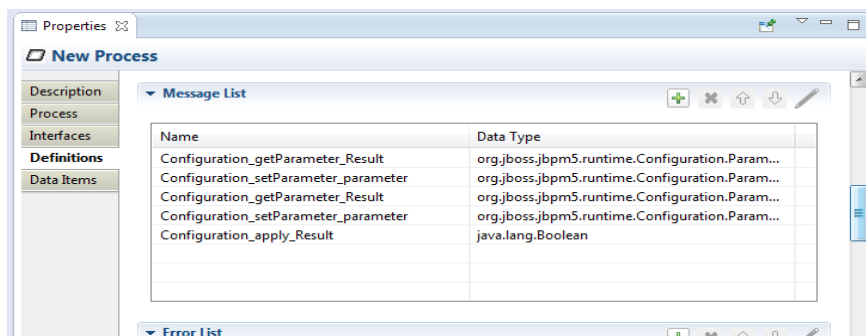 Properties
New Process
Description
Process
Interfaces
Definitions
Data Items
Message List
Name Data Type
Configuration_getParameter_Result org.jboss.jbpm5.runtime.Configuration.Param...
Configuration_setParameter_parameter org.jboss.jbpm5.runtime.Configuration.Param...
Configuration_getParameter_Result org.jboss.jbpm5.runtime.Configuration.Param...
Configuration_setParameter_parameter org.jboss.jbpm5.runtime.Configuration.Param...
Configuration_apply_Result java.lang.Boolean
Error List